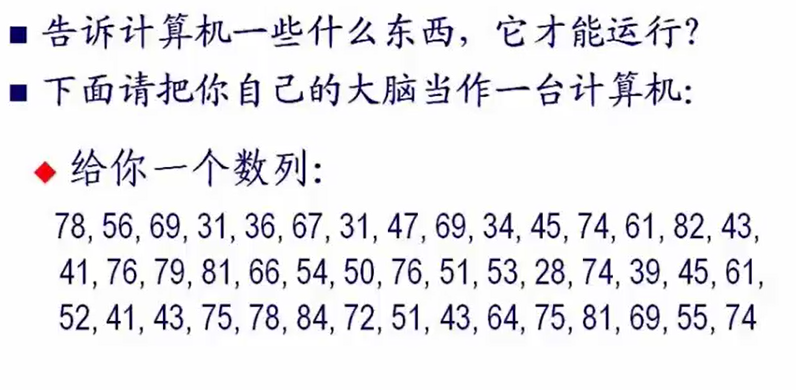 告诉计算机一些什么东西，它才能运行?
下面请把你自己的大脑当作一台计算机:
给你一个数列:
78, 56, 69, 31, 36, 67, 31, 47, 69, 34, 45, 74, 61, 82, 43,
41, 76, 79, 81, 66, 54, 50, 76, 51, 53, 28, 74, 39, 45, 61,
52, 41, 43, 75, 78, 84, 72, 51, 43, 64, 75, 81, 69, 55, 74